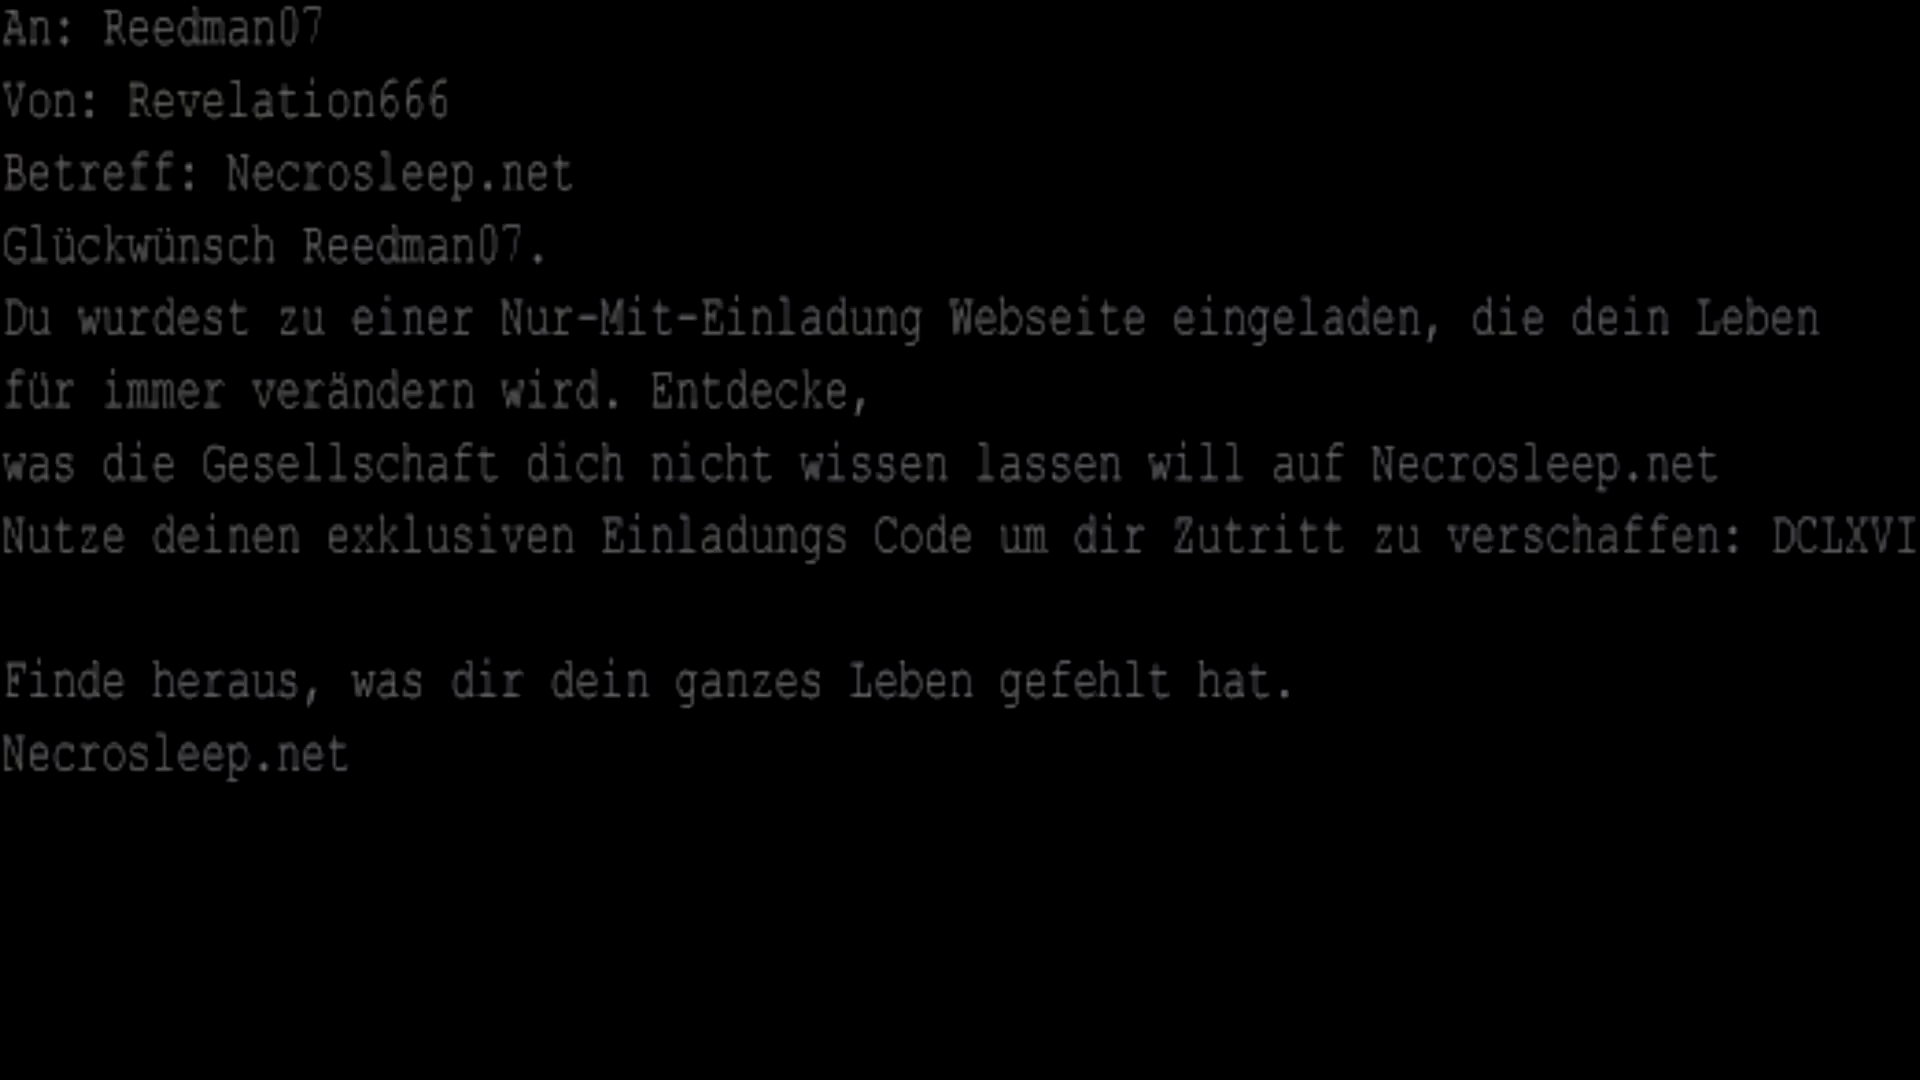 An: Reedman07
Von: Revelation666
Betreff: Necrosleep.net
Glückwünsch Reedman07.
Du wurdest zu einer Nur-Mit-Einladung Webseite eingeladen, die dein Leben
für immer verändern wird. Entdecke,
was die Gesellschaft dich nicht wissen lassen will auf Necrosleep.net
Nutze deinen exklusiven Einladungs Code um dir Zutritt zu verschaffen: DCLXVI
Finde heraus, was dir dein ganzes Leben gefehlt hat.
Necrosleep.net